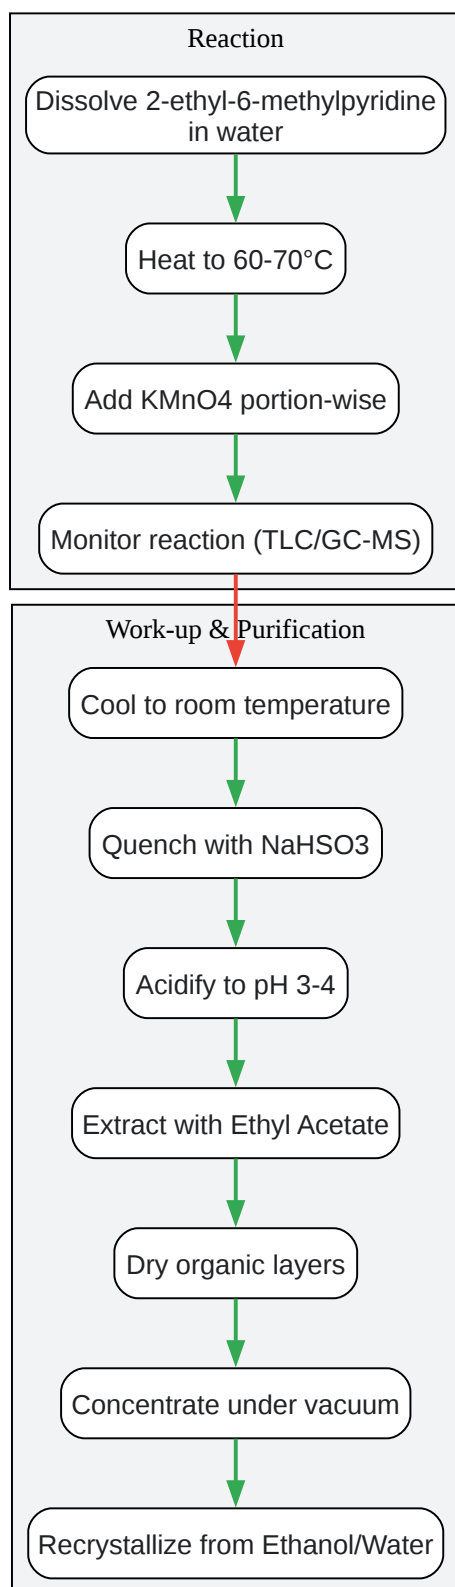 Reaction
Dissolve 2-ethyl-6-methylpyridine
in water
Heat to 60-70°C
Add KMnO4 portion-wise
Monitor reaction (TLC/GC-MS)
Work-up & Purification
Cool to room temperature
Quench with NaHSO3
Acidify to pH 3-4
Extract with Ethyl Acetate
Dry organic layers
Concentrate under vacuum
Recrystallize from Ethanol/Water